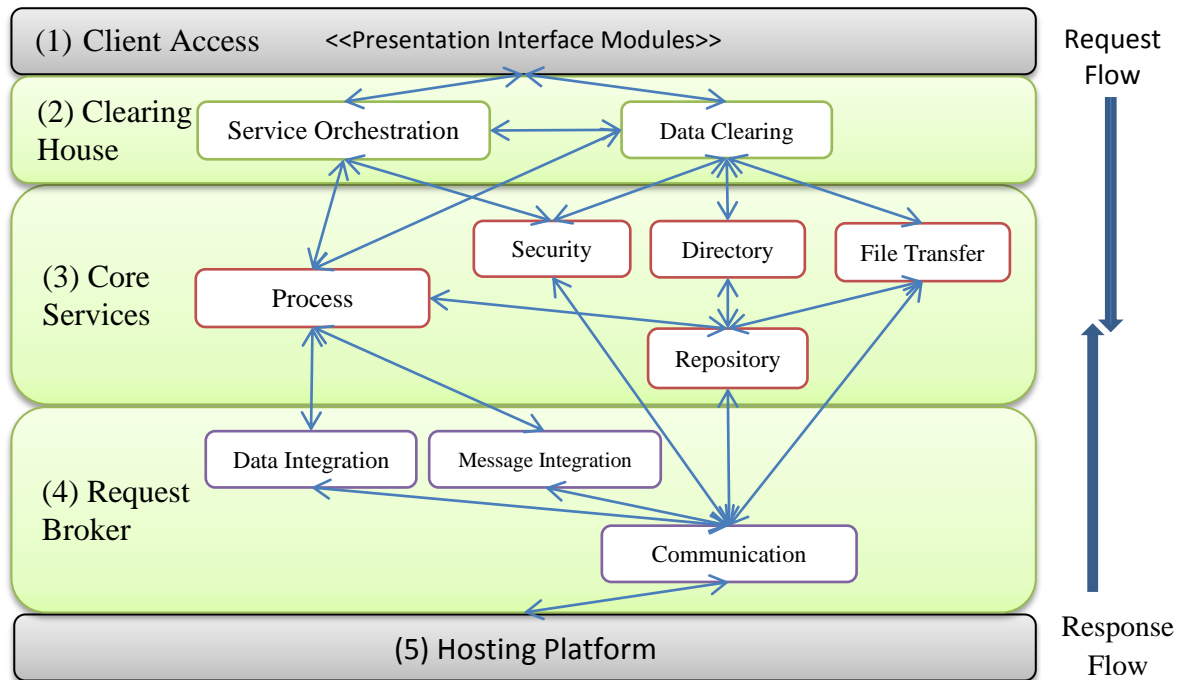 (1) Client Access
<<Presentation Interface Modules>>
Request
Flow
(2) Clearing
House
Service Orchestration
Data Clearing
(3) Core
Services
Security
Directory
File Transfer
Process
Repository
(4) Request
Broker
Data Integration
Message Integration
Communication
(5) Hosting Platform
Response
Flow